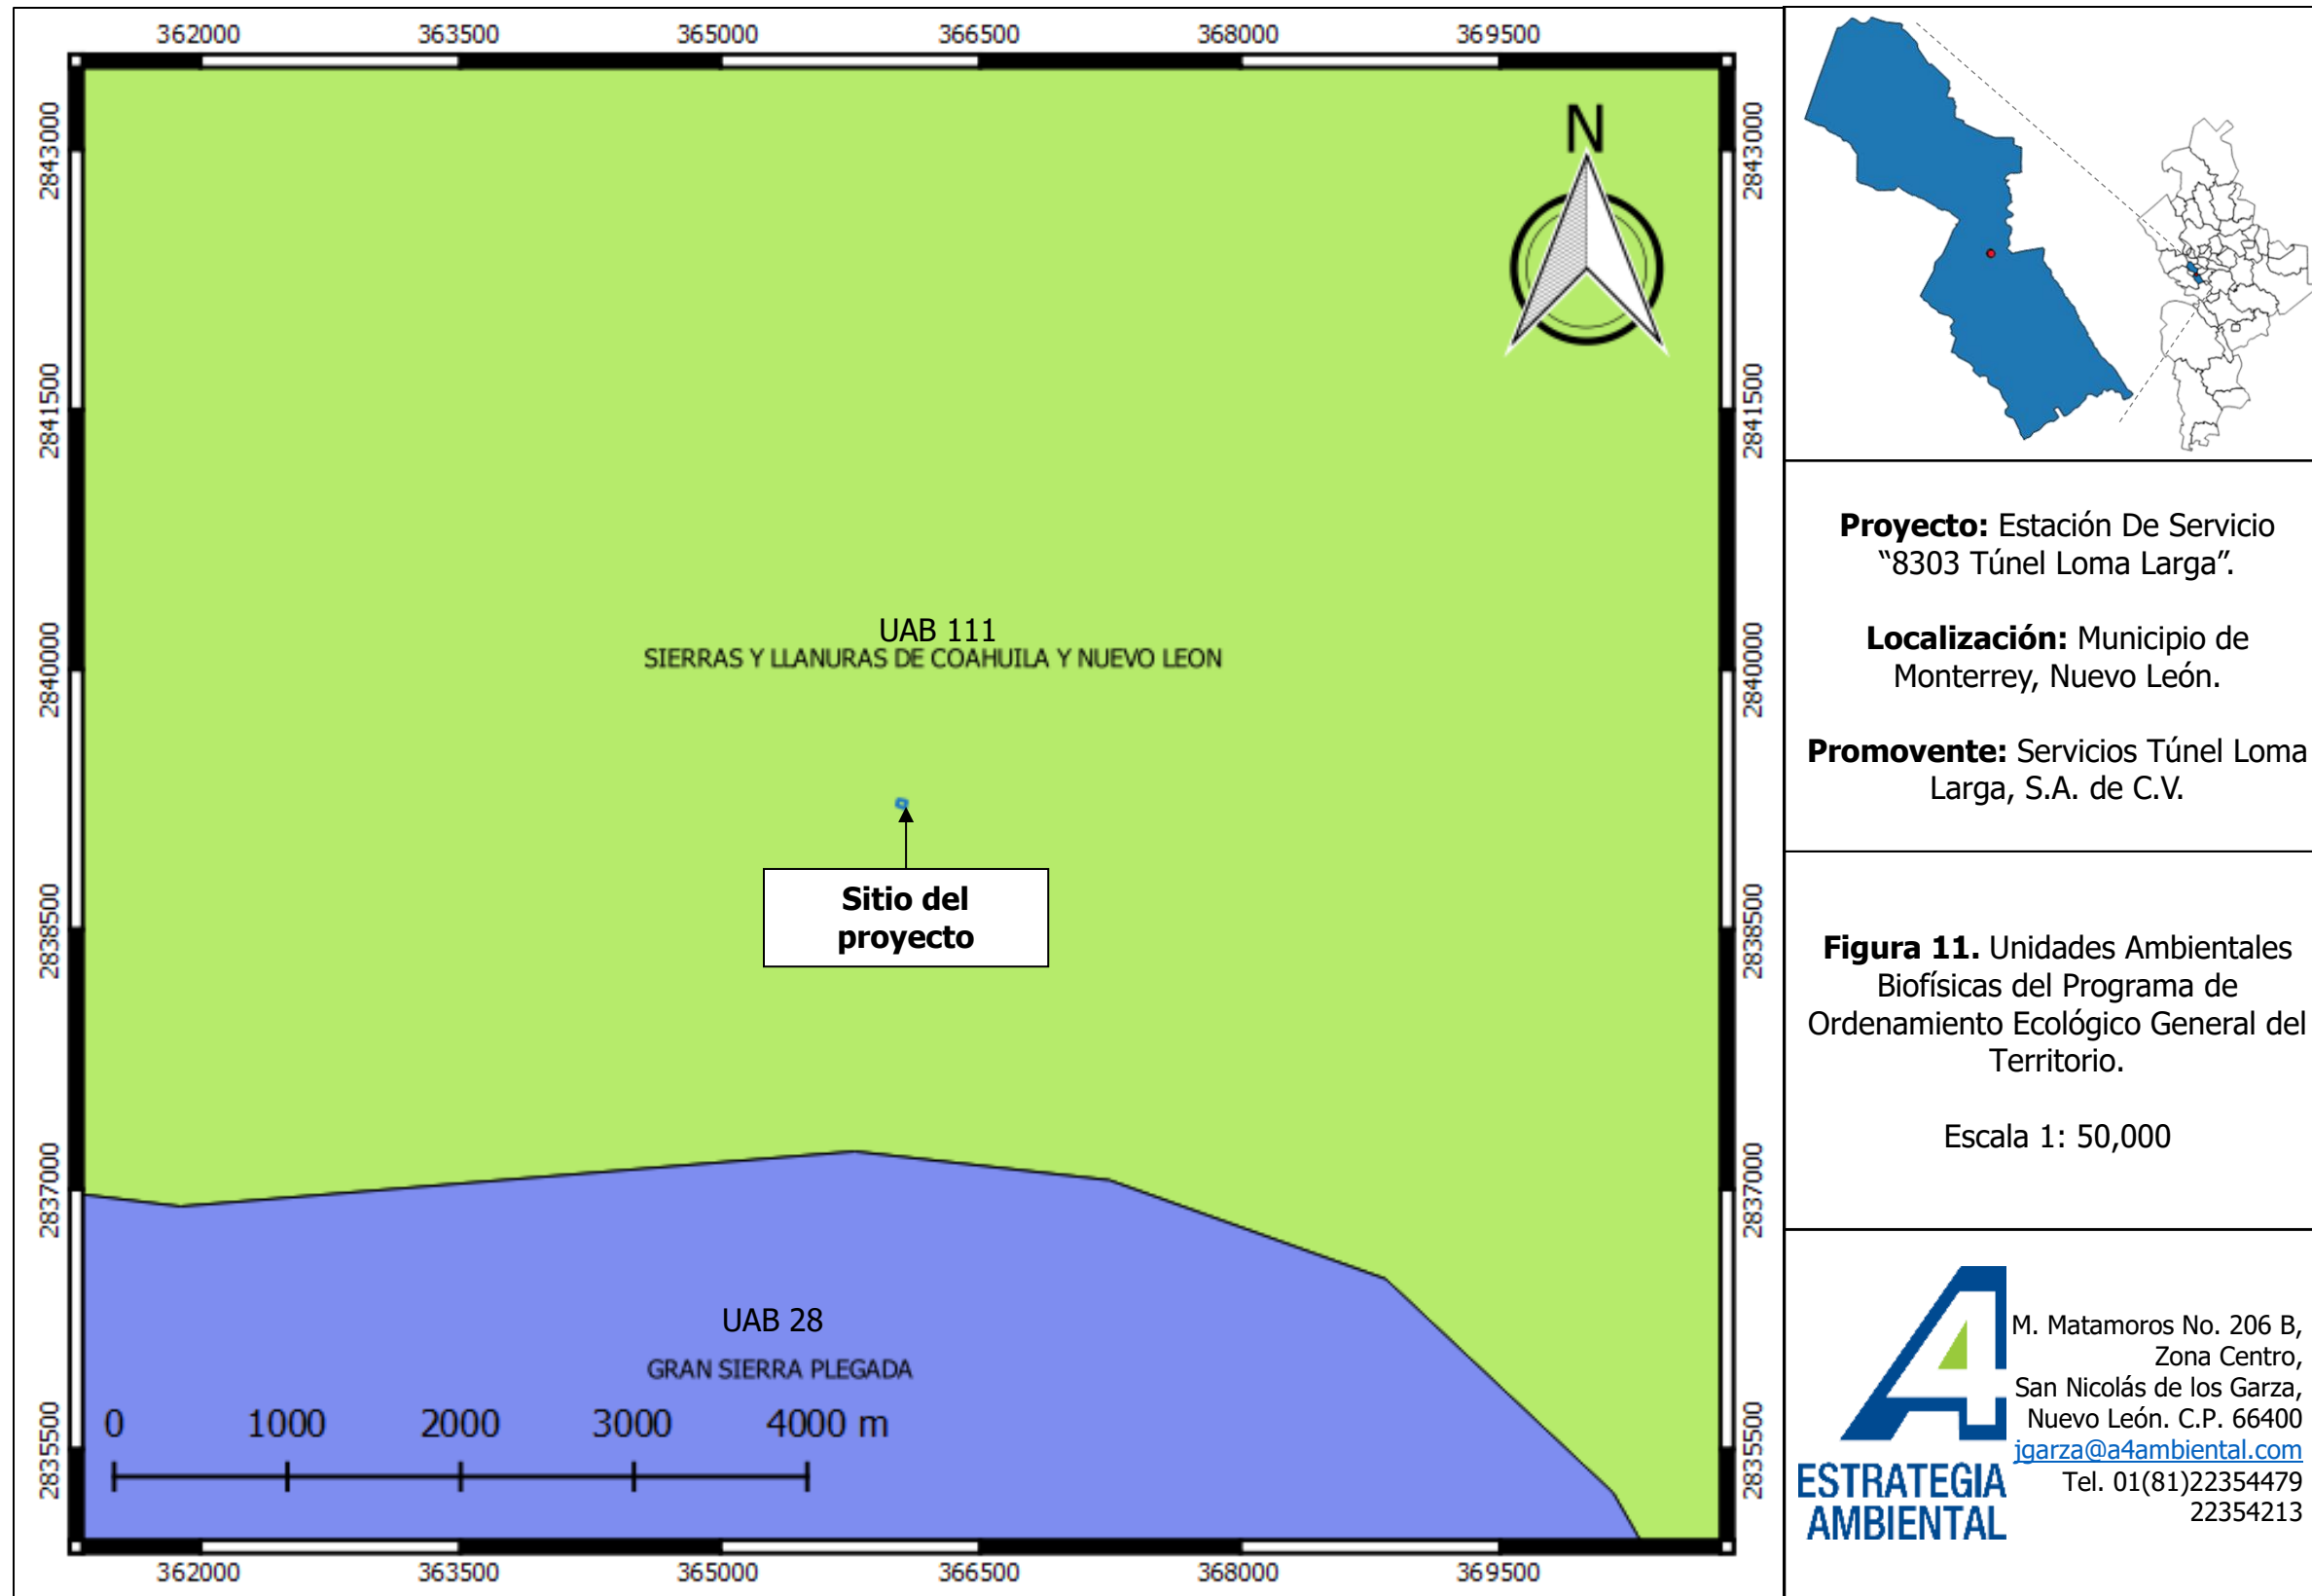 362000 363500 365000 366500 368000 369500
2843000
2841500
2840000
2838500
2837000
2835500
N
UAB 111
SIERRAS Y LLANURAS DE COAHUILA Y NUEVO LEON
Sitio del
proyecto
UAB 28
GRAN SIERRA PLEGADA
0 1000 2000 3000 4000 m
2843000
2841500
2840000
2838500
2837000
2835500
362000 363500 365000 366500 368000 369500
Proyecto: Estación De Servicio
“8303 Túnel Loma Larga”.
Localización: Municipio de
Monterrey, Nuevo León.
Promovente: Servicios Túnel Loma
Larga, S.A. de C.V.
Figura 11. Unidades Ambientales
Biofísicas del Programa de
Ordenamiento Ecológico General del
Territorio.
Escala 1: 50,000
A4
ESTRATEGIA
AMBIENTAL
M. Matamoros No. 206 B,
Zona Centro,
San Nicolás de los Garza,
Nuevo León. C.P. 66400
jgarza@a4ambiental.com
Tel. 01(81)22354479
22354213